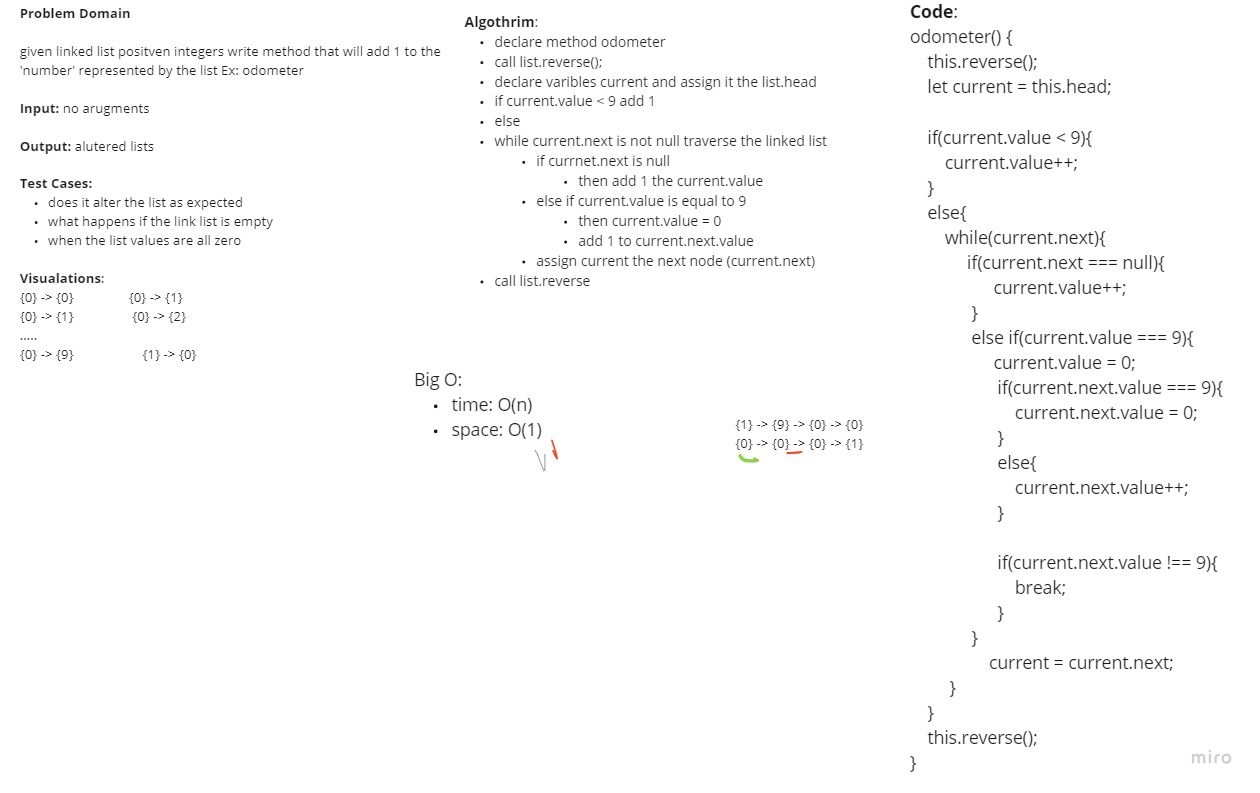 Problem Domain
given linked list positven integers write method that will add 1 to the
'number' represented by the list Ex: odometer
Input: no arugments
Output: alutered lists
Test Cases:
• does it alter the list as expected
• what happens if the link list is empty
• when the list values are all zero
Visualations:
{0} -> {0} {0} -> {1}
{0} -> {1} {0} -> {2}
.....
{0} -> {9} {1} -> {0}
Algothrim:
• declare method odometer
• call list.reverse();
• declare varibles current and assign it the list.head
• if current.value < 9 add 1
• else
• while current.next is not null traverse the linked list
• if currnet.next is null
• then add 1 the current.value
• else if current.value is equal to 9
• then current.value = 0
• add 1 to current.next.value
• assign current the next node (current.next)
• call list.reverse
Big O:
• time: O(n)
• space: O(1)
{1} -> {9} -> {0} -> {0}
{0} -> {0} -> {0} -> {1}
Code:
odometer() {
this.reverse();
let current = this.head;
if(current.value < 9){
current.value++;
}
else{
while(current.next){
if(current.next === null){
current.value++;
}
else if(current.value === 9){
current.value = 0;
if(current.next.value === 9){
current.next.value = 0;
}
else{
current.next.value++;
}
if(current.next.value !== 9){
break;
}
}
current = current.next;
}
}
this.reverse();
}
miro